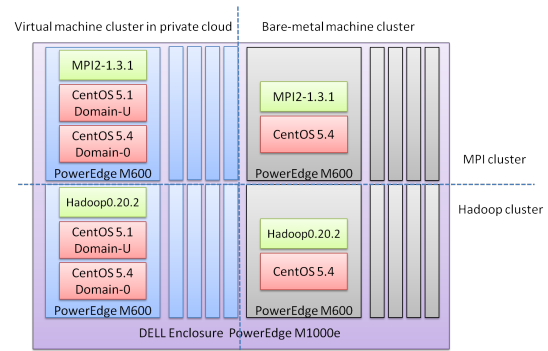 Virtual machine cluster in private cloud
Bare-metal machine cluster
MPI2-1.3.1
CentOS 5.1
Domain-U
CentOS 5.4
Domain-0
PowerEdge M600
MPI2-1.3.1
CentOS 5.4
PowerEdge M600
MPI cluster
Hadoop cluster
Hadoop0.20.2
CentOS 5.1
Domain-U
CentOS 5.4
Domain-0
PowerEdge M600
Hadoop0.20.2
CentOS 5.4
PowerEdge M600
DELL Enclosure PowerEdge M1000e